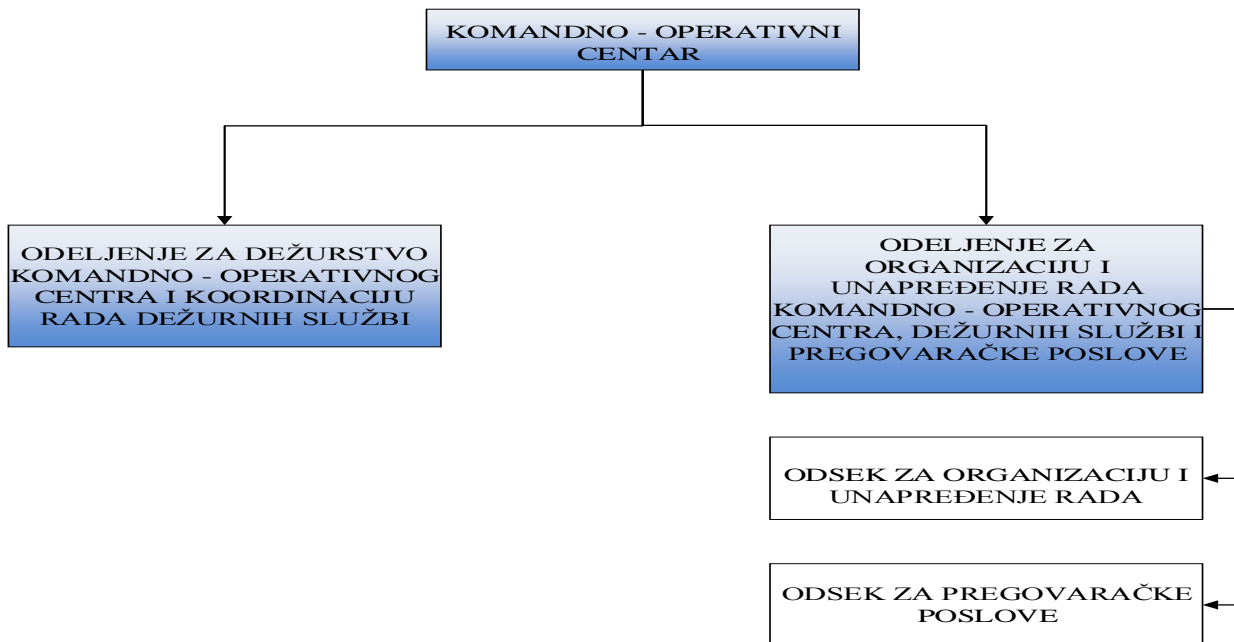 KOMANDNO - OPERATIVNI
CENTAR
ODELJENJE ZA DEŽURSTVO
KOMANDNO - OPERATIVNOG
CENTRA I KOORDINACIJU
RADA DEŽURNIH SLUŽBI
ODELJENJE ZA
ORGANIZACIJU I
UNAPREĐENJE RADA
KOMANDNO - OPERATIVNOG
CENTRA, DEŽURNIH SLUŽBI I
PREGOVARAČKE POSLOVE
ODSEK ZA ORGANIZACIJU I
UNAPREĐENJE RADA
ODSEK ZA PREGOVARAČKE
POSLOVE